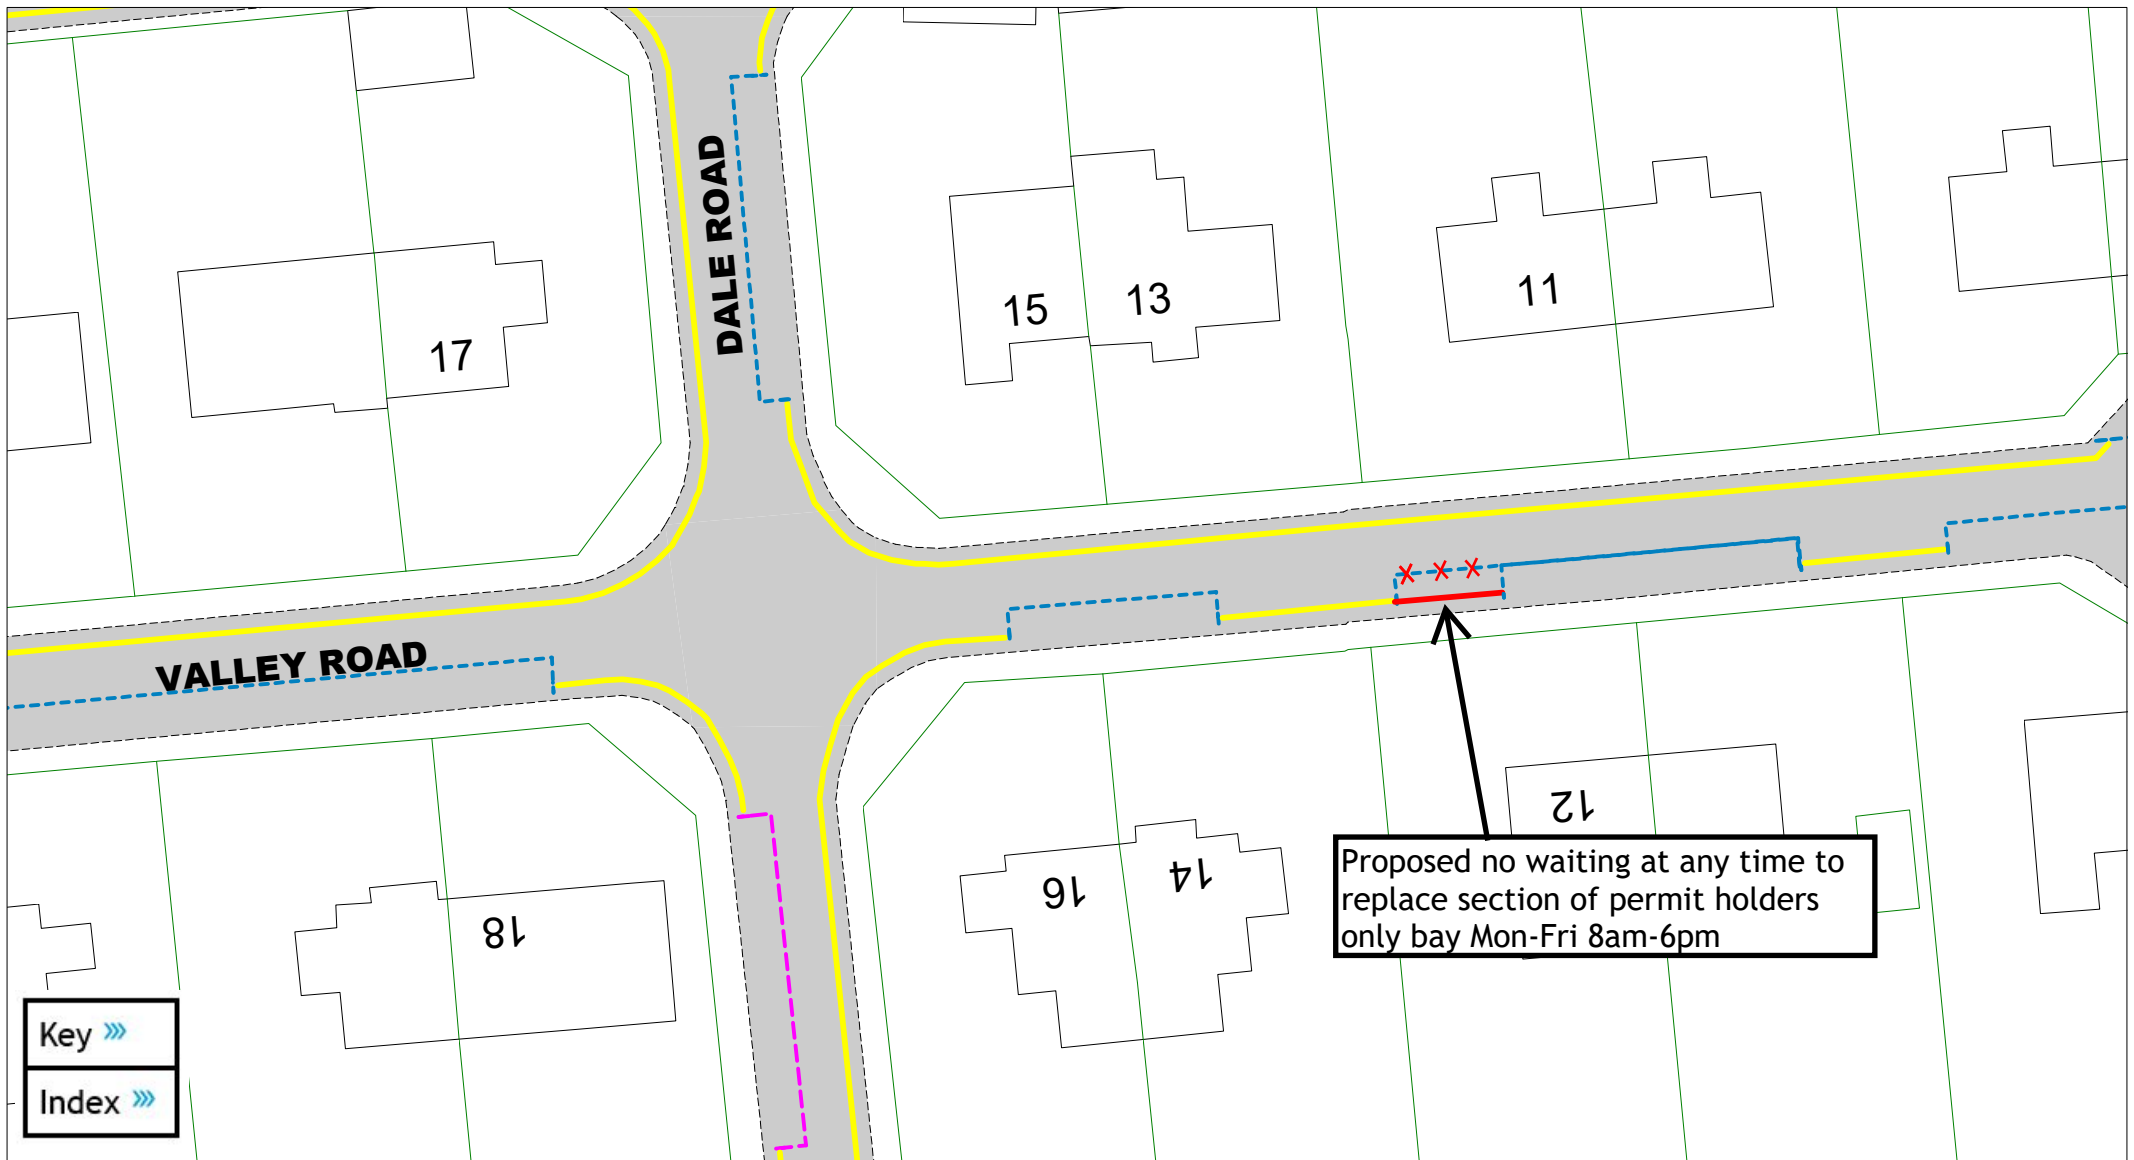 DALE ROAD
15
13
11
17
VALLEY ROAD
12
16
14
18
Proposed no waiting at any time to
replace section of permit holders
only bay Mon-Fri 8am-6pm
Key »»
Index »»